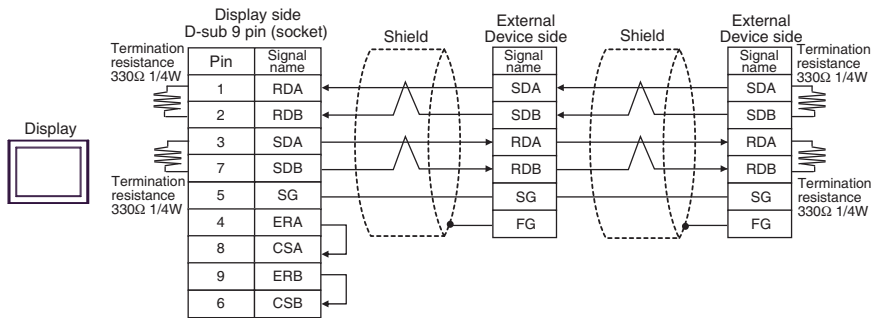 Display side
D-sub 9 pin (socket)
External
Device side
External
Device side
Shield
Shield
Termination
resistance
330Ω 1/4W
Pin
Signal
name
Signal
name
Signal
name
Termination
resistance
330Ω 1/4W
1
RDA
SDA
SDA
2
RDB
SDB
SDB
Display
3
SDA
RDA
RDA
7
SDB
RDB
RDB
Termination
resistance
330Ω 1/4W
5
SG
SG
SG
Termination
resistance
330Ω 1/4W
4
ERA
FG
FG
8
CSA
9
ERB
6
CSB